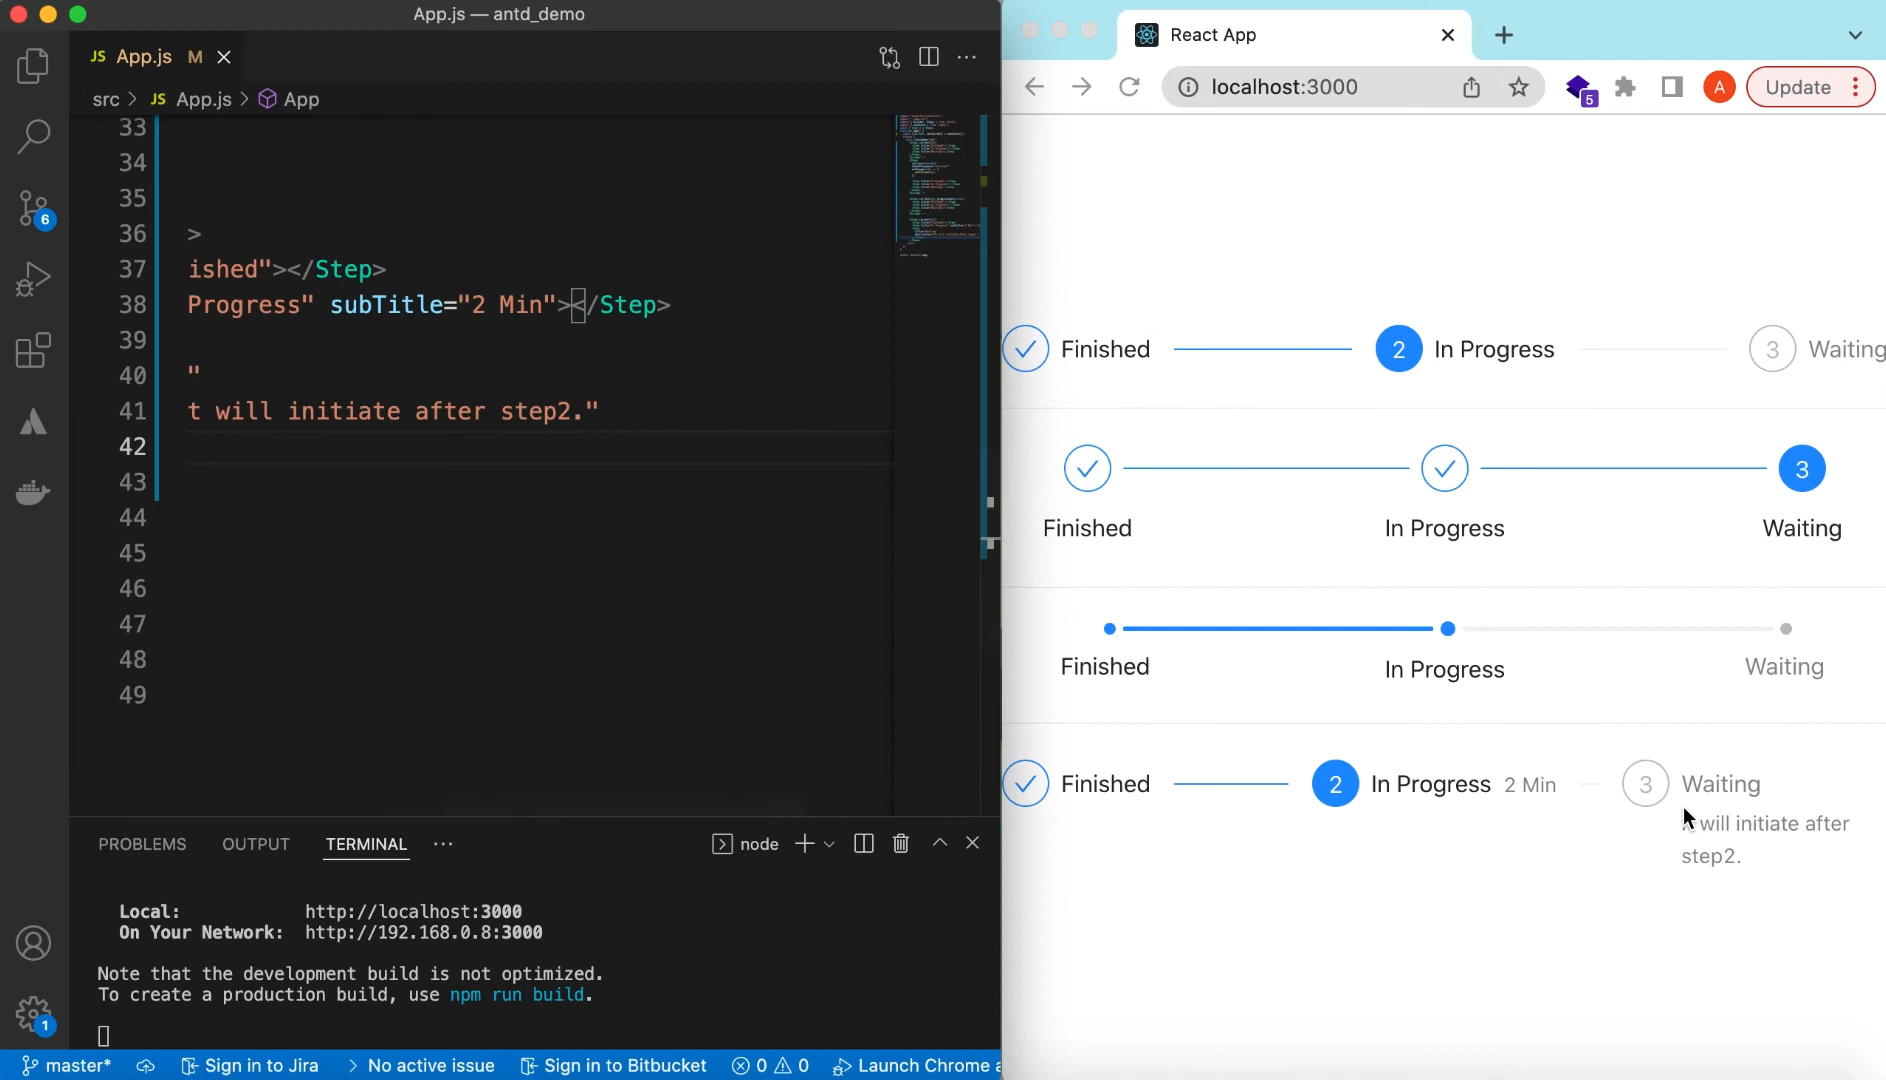 App.js — antd_demo
JS App.js M
src > JS App.js > App
33
34
35
36 >
37 ished"></Step>
38 Progress" subTitle="2 Min"></Step>
39
40 "
41 t will initiate after step2."
42
43
44
45
46
47
48
49
6
1
PROBLEMS OUTPUT TERMINAL ··· node
Local: http://localhost:3000
On Your Network: http://192.168.0.8:3000
Note that the development build is not optimized.
To create a production build, use npm run build.
master* Sign in to Jira > No active issue Sign in to Bitbucket 0 0 Launch Chrome a
React App
localhost:3000 5 A Update
Finished 2 In Progress 3 Waiting
3
Finished In Progress Waiting
Finished In Progress Waiting
Finished 2 In Progress 2 Min 3 Waiting
will initiate after
step2.